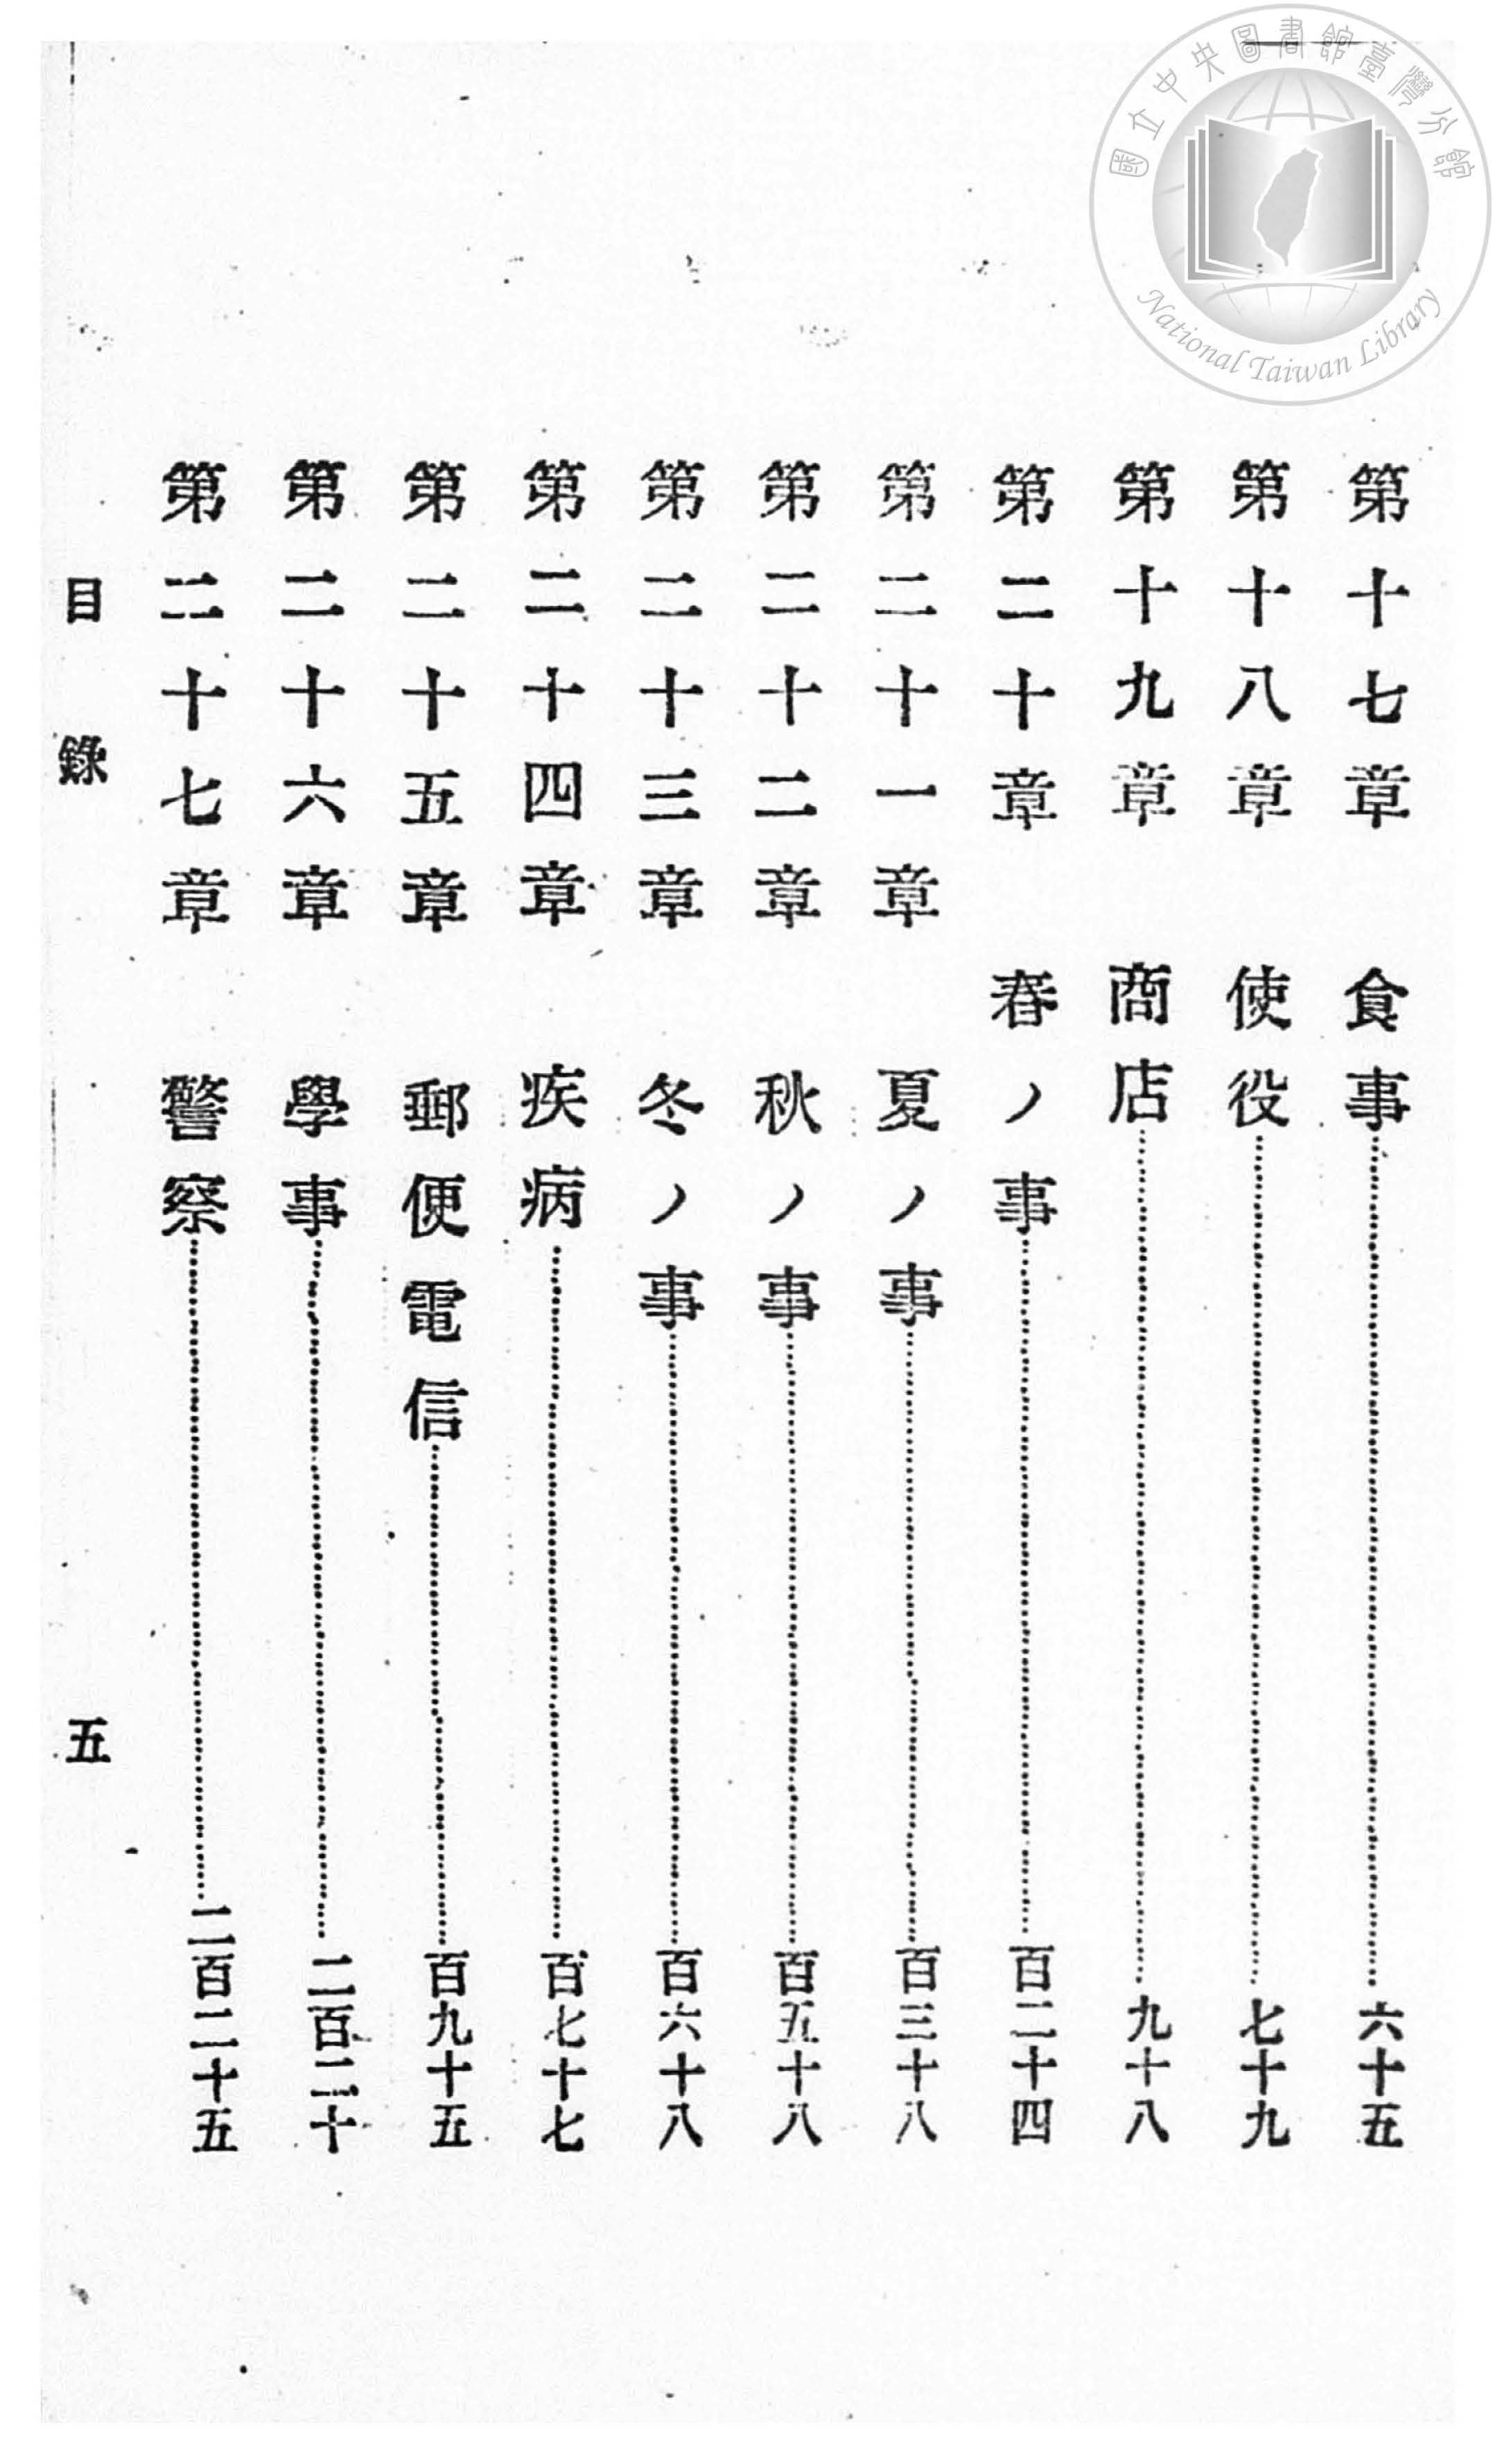 國立中央圖書館臺灣分館
National Taiwan Library
第十七章 食事……六十五
第十八章 使役……七十九
第十九章 商店……九十八
第二十章 春ノ事……百二十四
第二十一章 夏ノ事……百三十八
第二十二章 秋ノ事……百五十八
第二十三章 冬ノ事……百六十八
第二十四章 疾病……百七十七
第二十五章 郵便電信……百九十五
第二十六章 學事……二百二十
第二十七章 警察……二百二十五
目錄 五